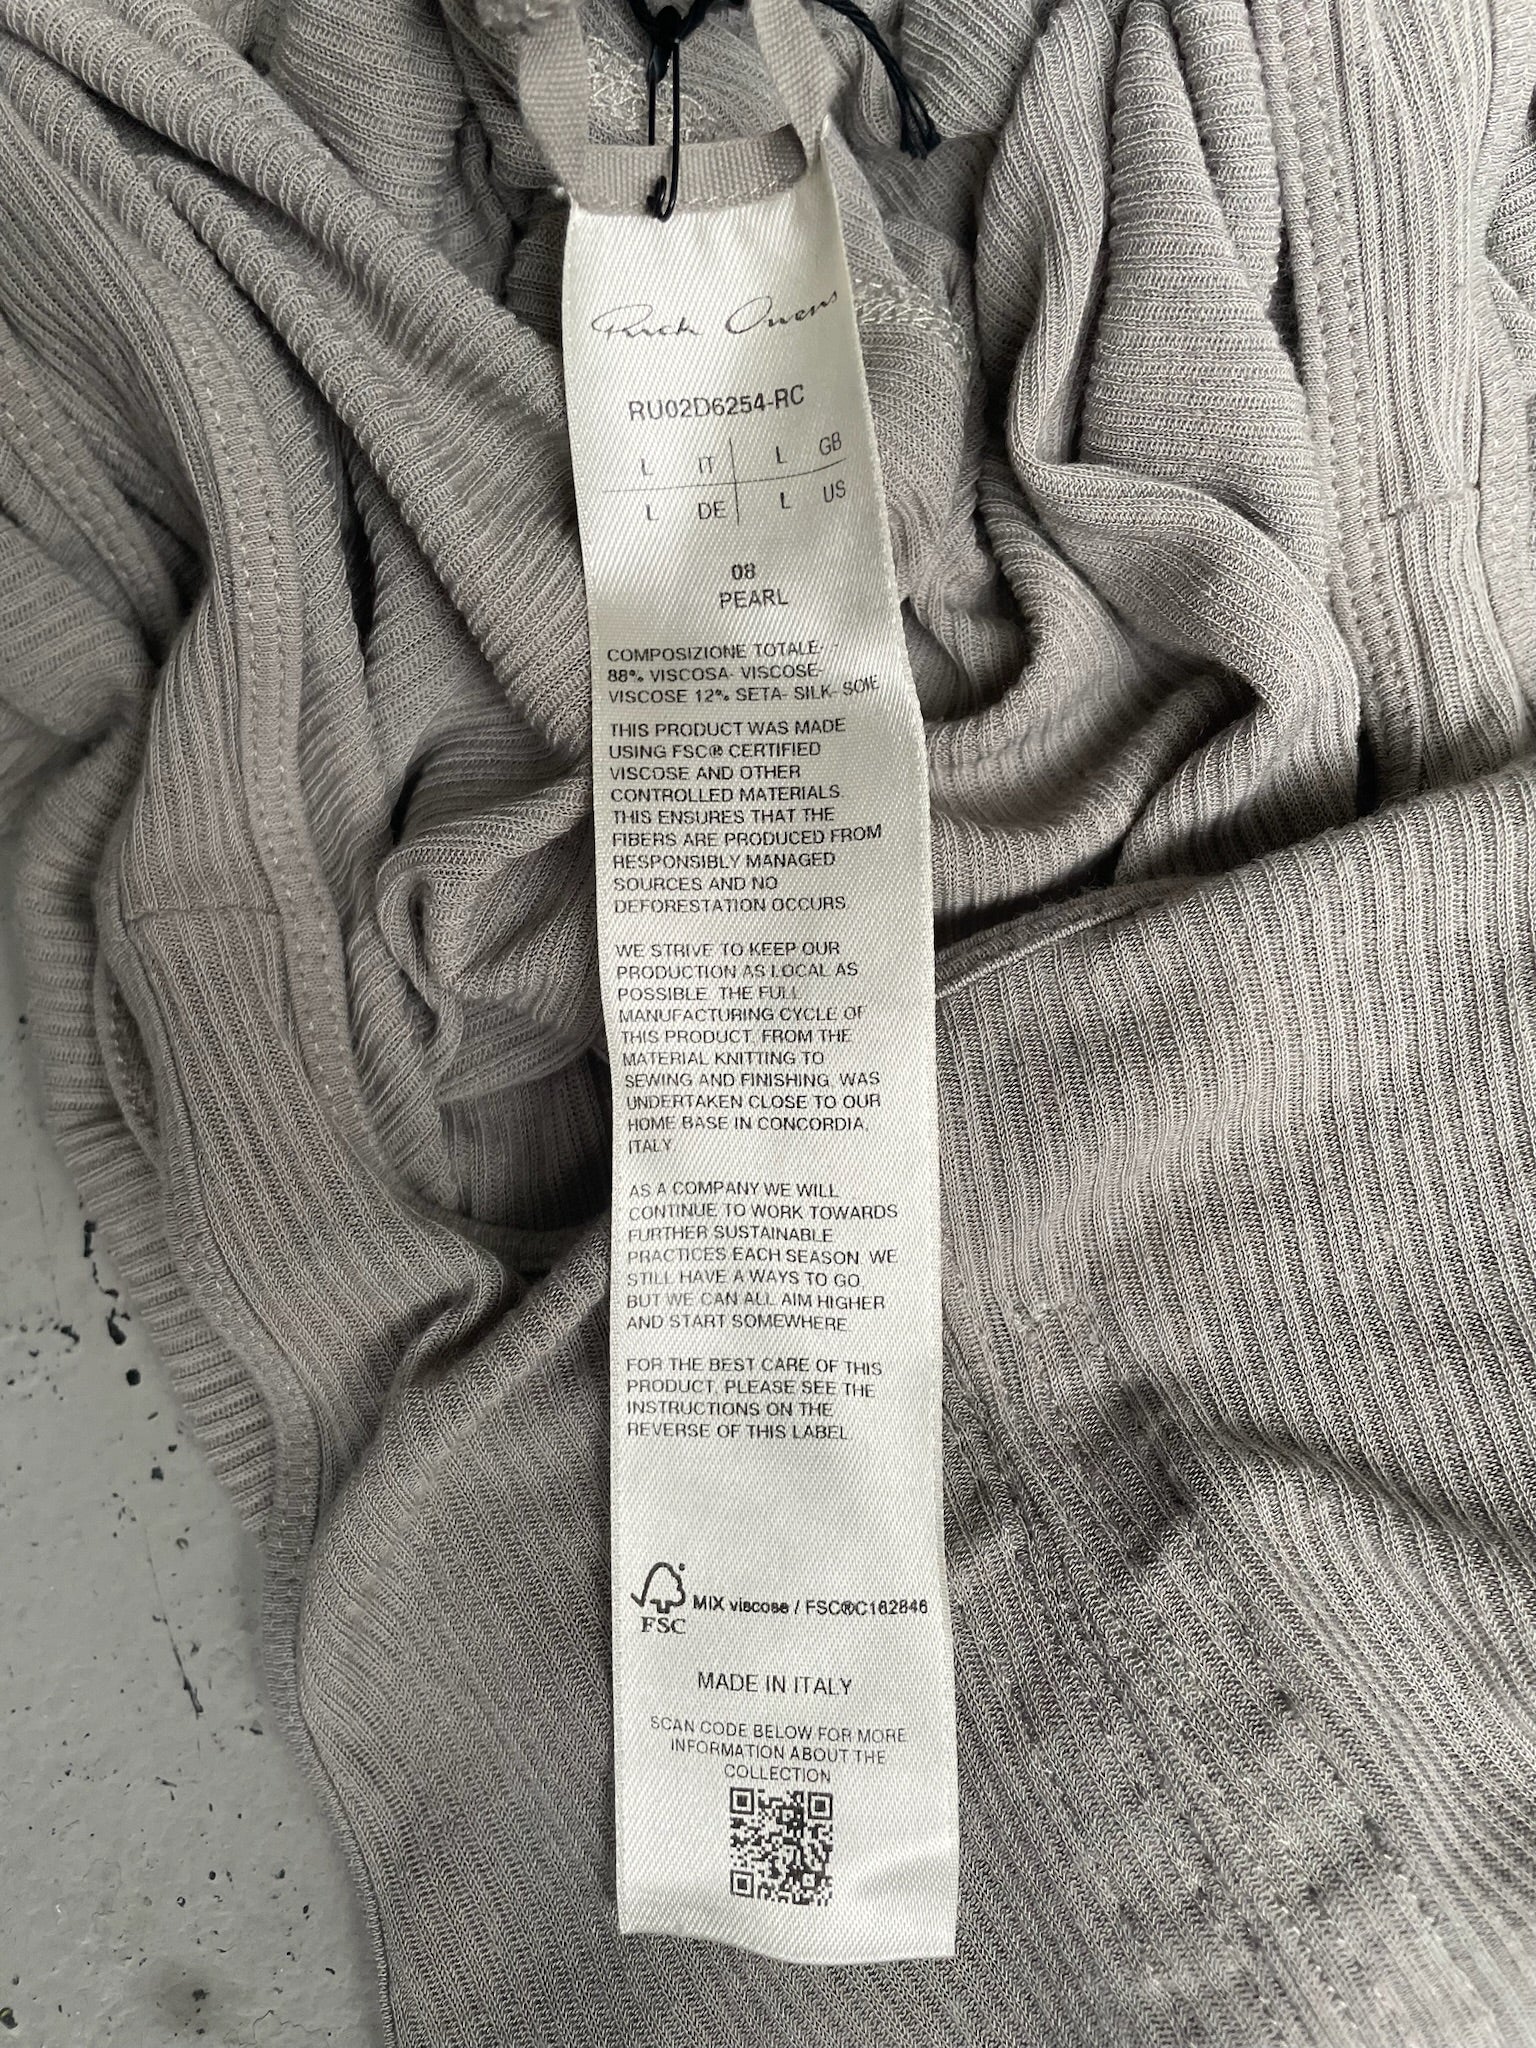 Rick Owens
RU02D6254-RC
L IT L GB
L DE L US
08
PEARL
COMPOSIZIONE TOTALE- -
88% VISCOSA- VISCOSE-
VISCOSE 12% SETA- SILK- SOIE
THIS PRODUCT WAS MADE
USING FSC® CERTIFIED
VISCOSE AND OTHER
CONTROLLED MATERIALS.
THIS ENSURES THAT THE
FIBERS ARE PRODUCED FROM
RESPONSIBLY MANAGED
SOURCES AND NO
DEFORESTATION OCCURS
WE STRIVE TO KEEP OUR
PRODUCTION AS LOCAL AS
POSSIBLE. THE FULL
MANUFACTURING CYCLE OF
THIS PRODUCT, FROM THE
MATERIAL KNITTING TO
SEWING AND FINISHING, WAS
UNDERTAKEN CLOSE TO OUR
HOME BASE IN CONCORDIA,
ITALY.
AS A COMPANY WE WILL
CONTINUE TO WORK TOWARDS
FURTHER SUSTAINABLE
PRACTICES EACH SEASON. WE
STILL HAVE A WAYS TO GO
BUT WE CAN ALL AIM HIGHER
AND START SOMEWHERE.
FOR THE BEST CARE OF THIS
PRODUCT, PLEASE SEE THE
INSTRUCTIONS ON THE
REVERSE OF THIS LABEL
FSC MIX viscose / FSC®C162846
MADE IN ITALY
SCAN CODE BELOW FOR MORE
INFORMATION ABOUT THE
COLLECTION